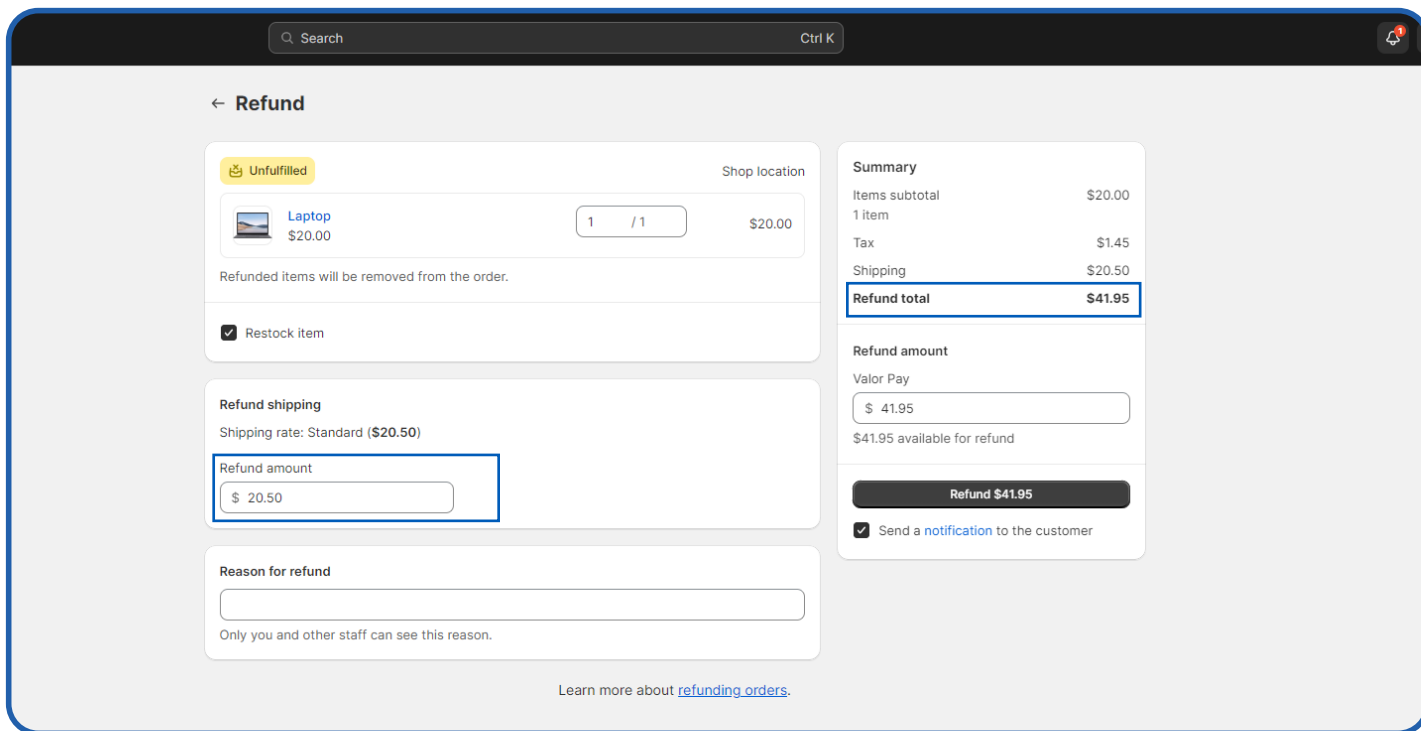 Search Ctrl K
1
← Refund
Unfulfilled Shop location
Laptop
$20.00
1 / 1
$20.00
Refunded items will be removed from the order.
Restock item
Refund shipping
Shipping rate: Standard ($20.50)
Refund amount
$ 20.50
Reason for refund
Only you and other staff can see this reason.
Summary
Items subtotal $20.00
1 item
Tax $1.45
Shipping $20.50
Refund total $41.95
Refund amount
Valor Pay
$ 41.95
$41.95 available for refund
Refund $41.95
Send a notification to the customer
Learn more about refunding orders.